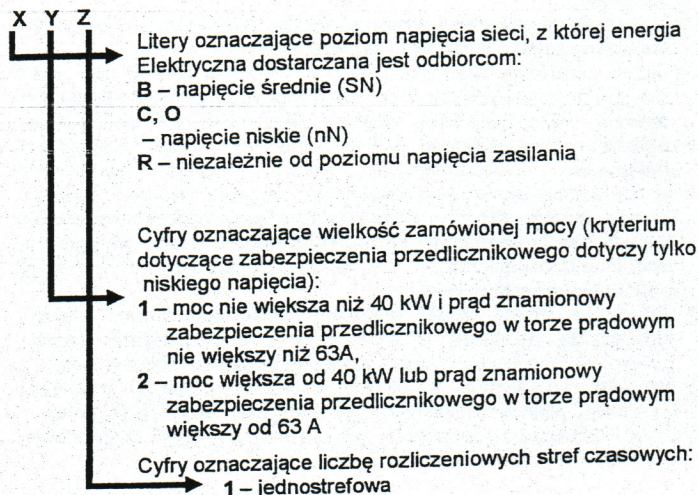 X Y Z
Litery oznaczające poziom napięcia sieci, z której energia
Elektryczna dostarczana jest odbiorcom:
B – napięcie średnie (SN)
C, O
– napięcie niskie (nN)
R – niezależnie od poziomu napięcia zasilania
Cyfry oznaczające wielkość zamówionej mocy (kryterium
dotyczące zabezpieczenia przedlicznikowego dotyczy tylko
niskiego napięcia):
1 – moc nie większa niż 40 kW i prąd znamionowy
zabezpieczenia przedlicznikowego w torze prądowym
nie większy niż 63A,
2 – moc większa od 40 kW lub prąd znamionowy
zabezpieczenia przedlicznikowego w torze prądowym
większy od 63 A
Cyfry oznaczające liczbę rozliczeniowych stref czasowych:
1 – jednostrefowa